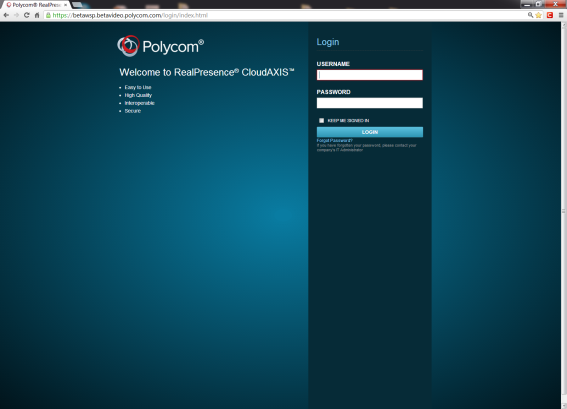 Polycom® RealPres
https://betawsp.betavideo.polycom.com/login/index.html
Polycom®
Welcome to RealPresence® CloudAXIS™
Easy to Use
High Quality
Interoperable
Secure
Login
USERNAME
PASSWORD
KEEP ME SIGNED IN
LOGIN
Forgot Password?
If you have forgotten your password, please contact your
company's IT Administrator